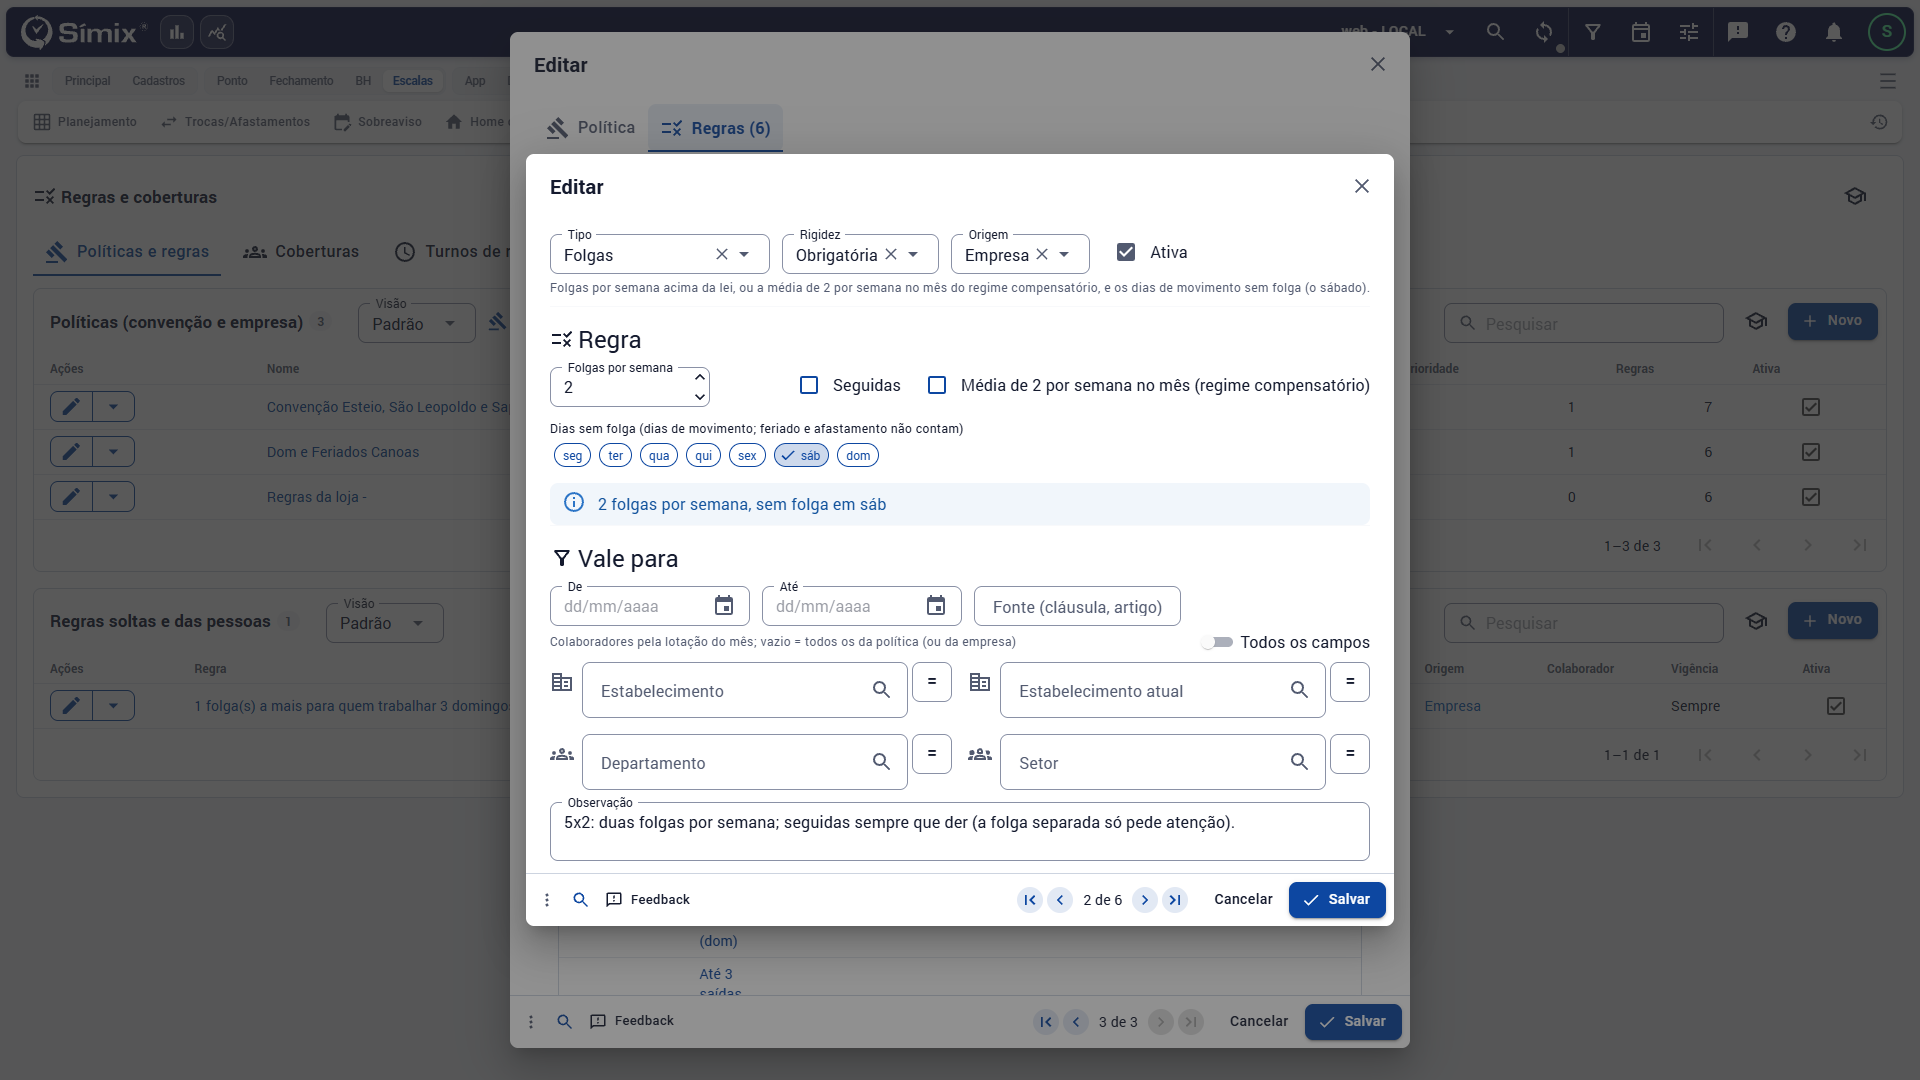 Símix
web - LOCAL
S
Principal Cadastros Ponto Fechamento BH Escalas App
Planejamento Trocas/Afastamentos Sobreaviso Home
Regras e coberturas
Políticas e regras Coberturas Turnos de
Políticas (convenção e empresa) 3 Visão Padrão Pesquisar Novo
Ações Nome Regras Ativa
Convenção Esteio, São Leopoldo e 1 7
Dom e Feriados Canoas 1 6
Regras da loja - 0 6
1–3 de 3
Regras soltas e das pessoas 1 Visão Padrão Pesquisar Novo
Ações Regra Origem Colaborador Vigência Ativa
1 folga(s) a mais para quem trabalhar 3 domingo Empresa Sempre
1–1 de 1
Editar
Política Regras (6)
Editar
Tipo Rigidez Origem
Folgas Obrigatória Empresa Ativa
Folgas por semana acima da lei, ou a média de 2 por semana no mês do regime compensatório, e os dias de movimento sem folga (o sábado).
Regra
Folgas por semana
2 Seguidas Média de 2 por semana no mês (regime compensatório)
Dias sem folga (dias de movimento; feriado e afastamento não contam)
seg ter qua qui sex sáb dom
2 folgas por semana, sem folga em sáb
Vale para
De Até
dd/mm/aaaa dd/mm/aaaa Fonte (cláusula, artigo)
Colaboradores pela lotação do mês; vazio = todos os da política (ou da empresa) Todos os campos
Estabelecimento = Estabelecimento atual =
Departamento = Setor =
Observação
5x2: duas folgas por semana; seguidas sempre que der (a folga separada só pede atenção).
Feedback 2 de 6 Cancelar Salvar
(dom)
Até 3
saídas
Feedback 3 de 3 Cancelar Salvar